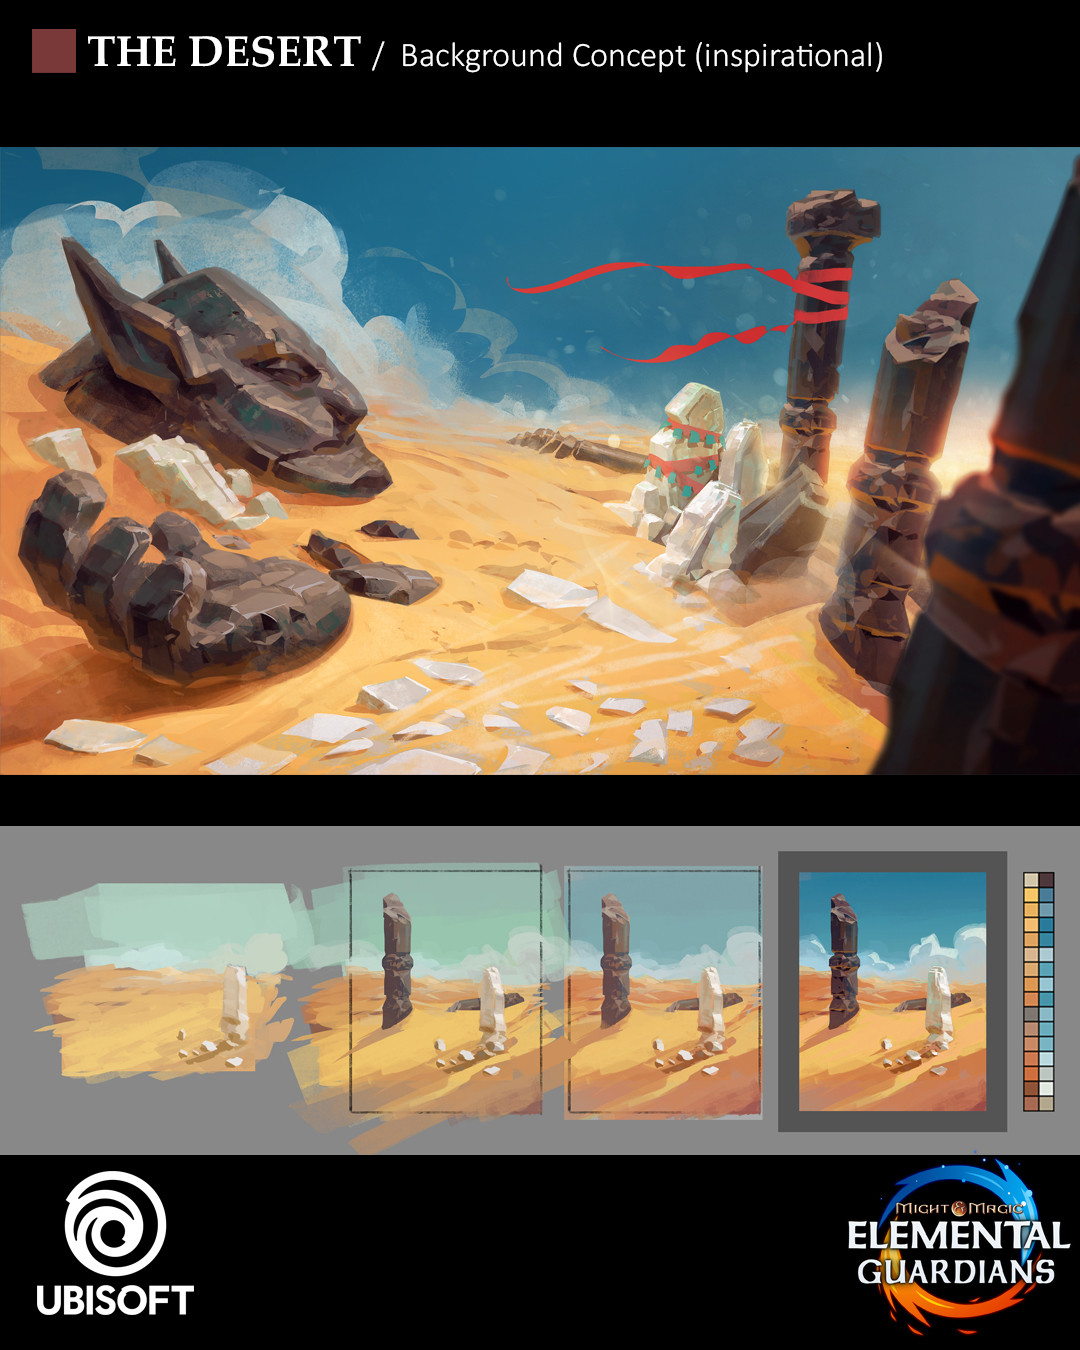 THE DESERT / Background Concept (inspirational)
UBISOFT
MIGHT & MAGIC
ELEMENTAL
GUARDIANS